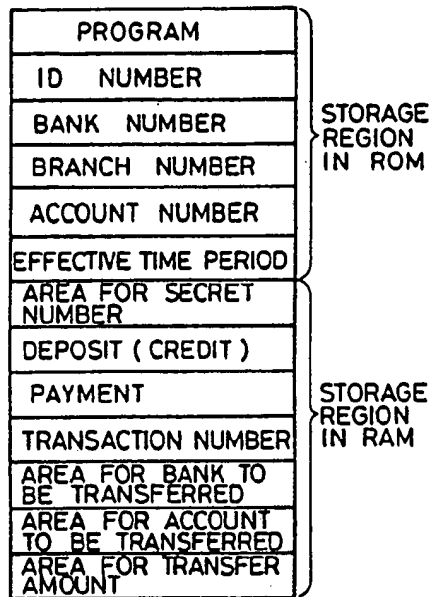 PROGRAM
ID NUMBER
BANK NUMBER
BRANCH NUMBER
ACCOUNT NUMBER
EFFECTIVE TIME PERIOD
STORAGE
REGION
IN ROM
AREA FOR SECRET
NUMBER
DEPOSIT ( CREDIT )
PAYMENT
TRANSACTION NUMBER
AREA FOR BANK TO
BE TRANSFERRED
AREA FOR ACCOUNT
TO BE TRANSFERRED
AREA FOR TRANSFER
AMOUNT
STORAGE
REGION
IN RAM